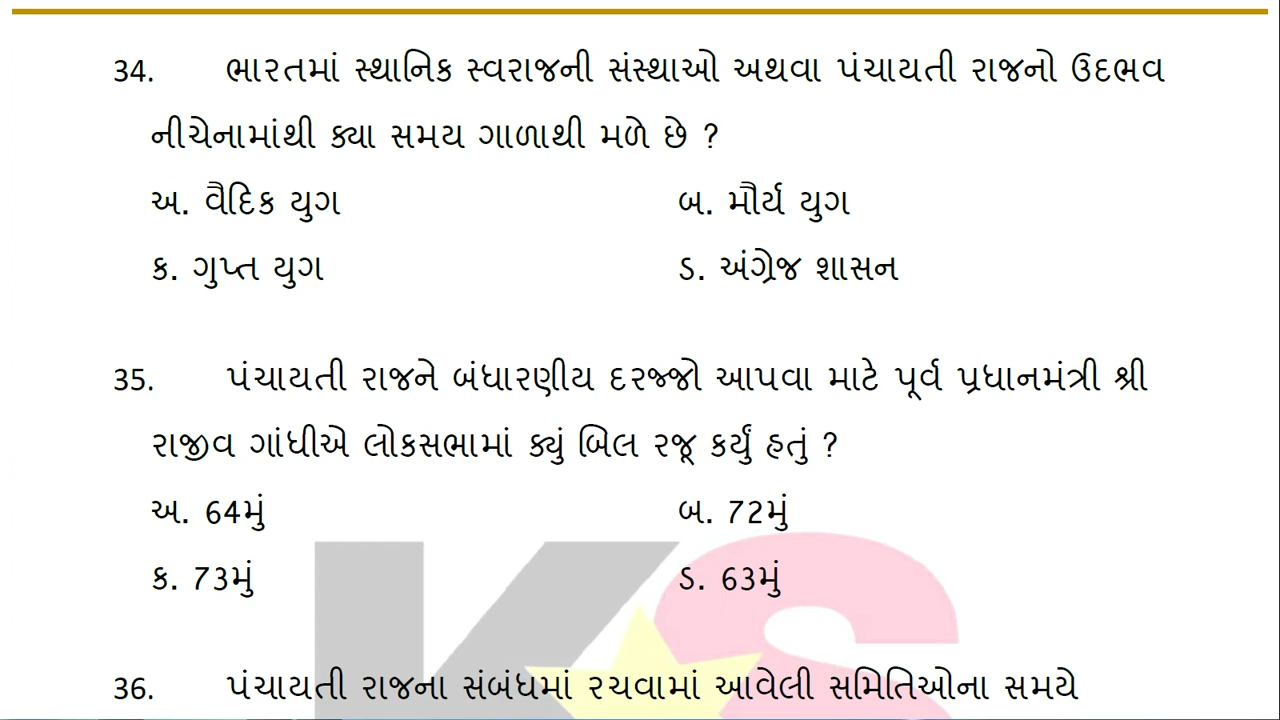 34. ભારતમાં સ્થાનિક સ્વરાજની સંસ્થાઓ અથવા પંચાયતી રાજનો ઉદભવ
નીચેનામાંથી ક્યા સમય ગાળાથી મળે છે ?
અ. વૈદિક યુગ બ. મૌર્ય યુગ
ક. ગુપ્ત યુગ ડ. અંગ્રેજ શાસન
35. પંચાયતી રાજને બંધારણીય દરજ્જો આપવા માટે પૂર્વ પ્રધાનમંત્રી શ્રી
રાજીવ ગાંધીએ લોકસભામાં ક્યું બિલ રજૂ કર્યું હતું ?
અ. 64મું બ. 72મું
ક. 73મું ડ. 63મું
36. પંચાયતી રાજના સંબંધમાં રચવામાં આવેલી સમિતિઓના સમયે
KS